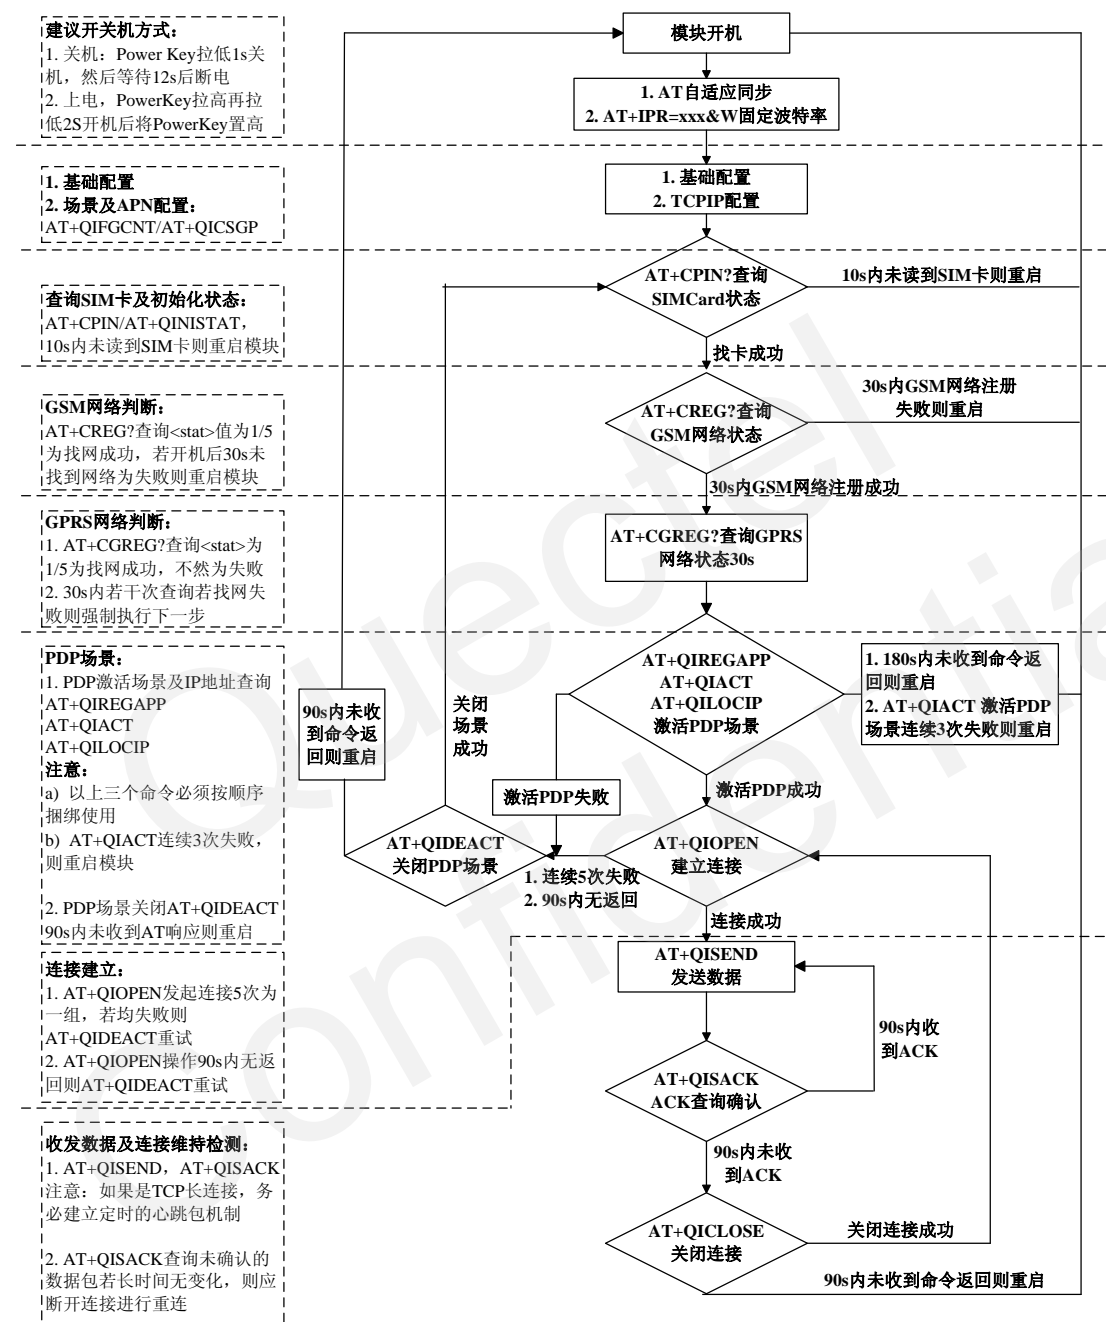 建议开关机方式：
1. 关机：Power Key拉低1s关
机，然后等待12s后断电
2. 上电，PowerKey拉高再拉
低2S开机后将PowerKey置高
1. 基础配置
2. 场景及APN配置：
AT+QIFGCNT/AT+QICSGP
查询SIM卡及初始化状态：
AT+CPIN/AT+QINISTAT，
10s内未读到SIM卡则重启模块
GSM网络判断：
AT+CREG?查询<stat>值为1/5
为找网成功，若开机后30s未
找到网络为失败则重启模块
GPRS网络判断：
1. AT+CGREG?查询<stat>为
1/5为找网成功，不然为失败
2. 30s内若干次查询若找网失
败则强制执行下一步
PDP场景：
1. PDP激活场景及IP地址查询
AT+QIREGAPP
AT+QIACT
AT+QILOCIP
注意：
a) 以上三个命令必须按顺序
捆绑使用
b) AT+QIACT连续3次失败，
则重启模块
2. PDP场景关闭AT+QIDEACT
90s内未收到AT响应则重启
连接建立：
1. AT+QIOPEN发起连接5次为
一组，若均失败则
AT+QIDEACT重试
2. AT+QIOPEN操作90s内无返
回则AT+QIDEACT重试
收发数据及连接维持检测：
1. AT+QISEND，AT+QISACK
注意：如果是TCP长连接，务
必建立定时的心跳包机制
2. AT+QISACK查询未确认的
数据包若长时间无变化，则应
断开连接进行重连
模块开机
1. AT自适应同步
2. AT+IPR=xxx&W固定波特率
1. 基础配置
2. TCPIP配置
AT+CPIN?查询
SIMCard状态
10s内未读到SIM卡则重启
找卡成功
AT+CREG?查询
GSM网络状态
30s内GSM网络注册
失败则重启
30s内GSM网络注册成功
AT+CGREG?查询GPRS
网络状态30s
AT+QIREGAPP
AT+QIACT
AT+QILOCIP
激活PDP场景
1. 180s内未收到命令返
回则重启
2. AT+QIACT 激活PDP
场景连续3次失败则重启
90s内未收
到命令返
回则重启
关闭
场景
成功
激活PDP失败
激活PDP成功
AT+QIDEACT
关闭PDP场景
1. 连续5次失败
2. 90s内无返回
AT+QIOPEN
建立连接
连接成功
AT+QISEND
发送数据
90s内收
到ACK
AT+QISACK
ACK查询确认
90s内未收
到ACK
AT+QICLOSE
关闭连接
关闭连接成功
90s内未收到命令返回则重启
Quectel
Confidential